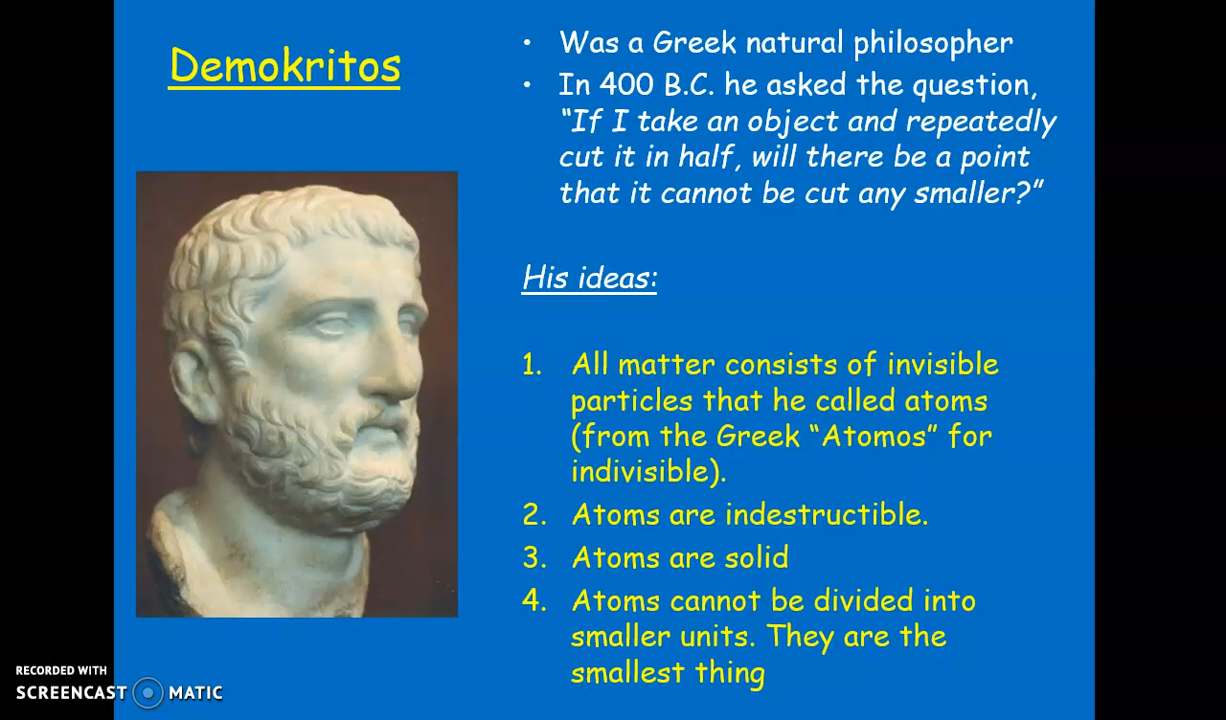 Demokritos
• Was a Greek natural philosopher
• In 400 B.C. he asked the question,
“If I take an object and repeatedly
cut it in half, will there be a point
that it cannot be cut any smaller?”
His ideas:
1. All matter consists of invisible
particles that he called atoms
(from the Greek “Atomos” for
indivisible).
2. Atoms are indestructible.
3. Atoms are solid
4. Atoms cannot be divided into
smaller units. They are the
smallest thing
RECORDED WITH
SCREENCAST MATIC